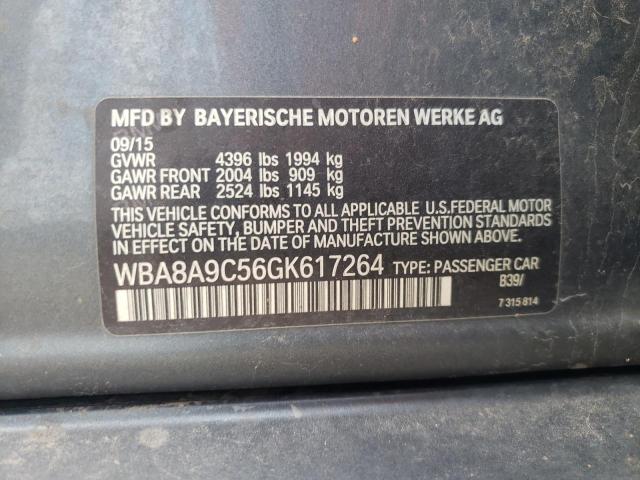 MFD BY BAYERISCHE MOTOREN WERKE AG
09/15
GVWR 4396 lbs 1994 kg
GAWR FRONT 2004 lbs 909 kg
GAWR REAR 2524 lbs 1145 kg
THIS VEHICLE CONFORMS TO ALL APPLICABLE U.S.FEDERAL MOTOR
VEHICLE SAFETY, BUMPER AND THEFT PREVENTION STANDARDS
IN EFFECT ON THE DATE OF MANUFACTURE SHOWN ABOVE.
WBA8A9C56GK617264 TYPE: PASSENGER CAR
B39/
7 315 814